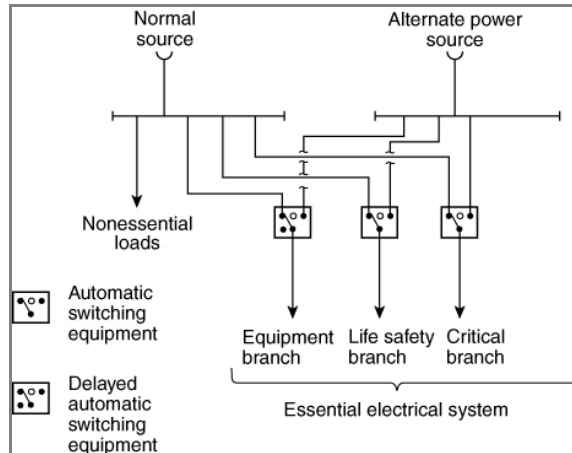 Normal
source
Alternate power
source
Nonessential
loads
Automatic
switching
equipment
Equipment
branch
Life safety
branch
Critical
branch
Delayed
automatic
switching
equipment
Essential electrical system